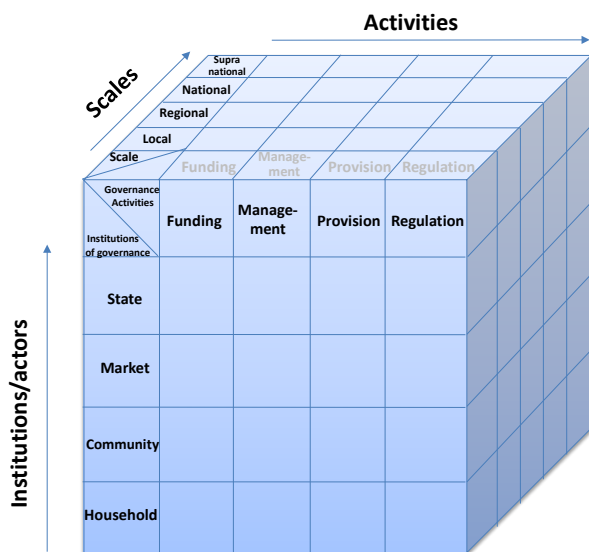 Activities
Scales
Supra
national
National
Regional
Local
Scale
Funding
Manage-
ment
Provision
Regulation
Governance
Activities
Institutions
of governance
Funding
Manage-
ment
Provision
Regulation
Institutions/actors
State
Market
Community
Household